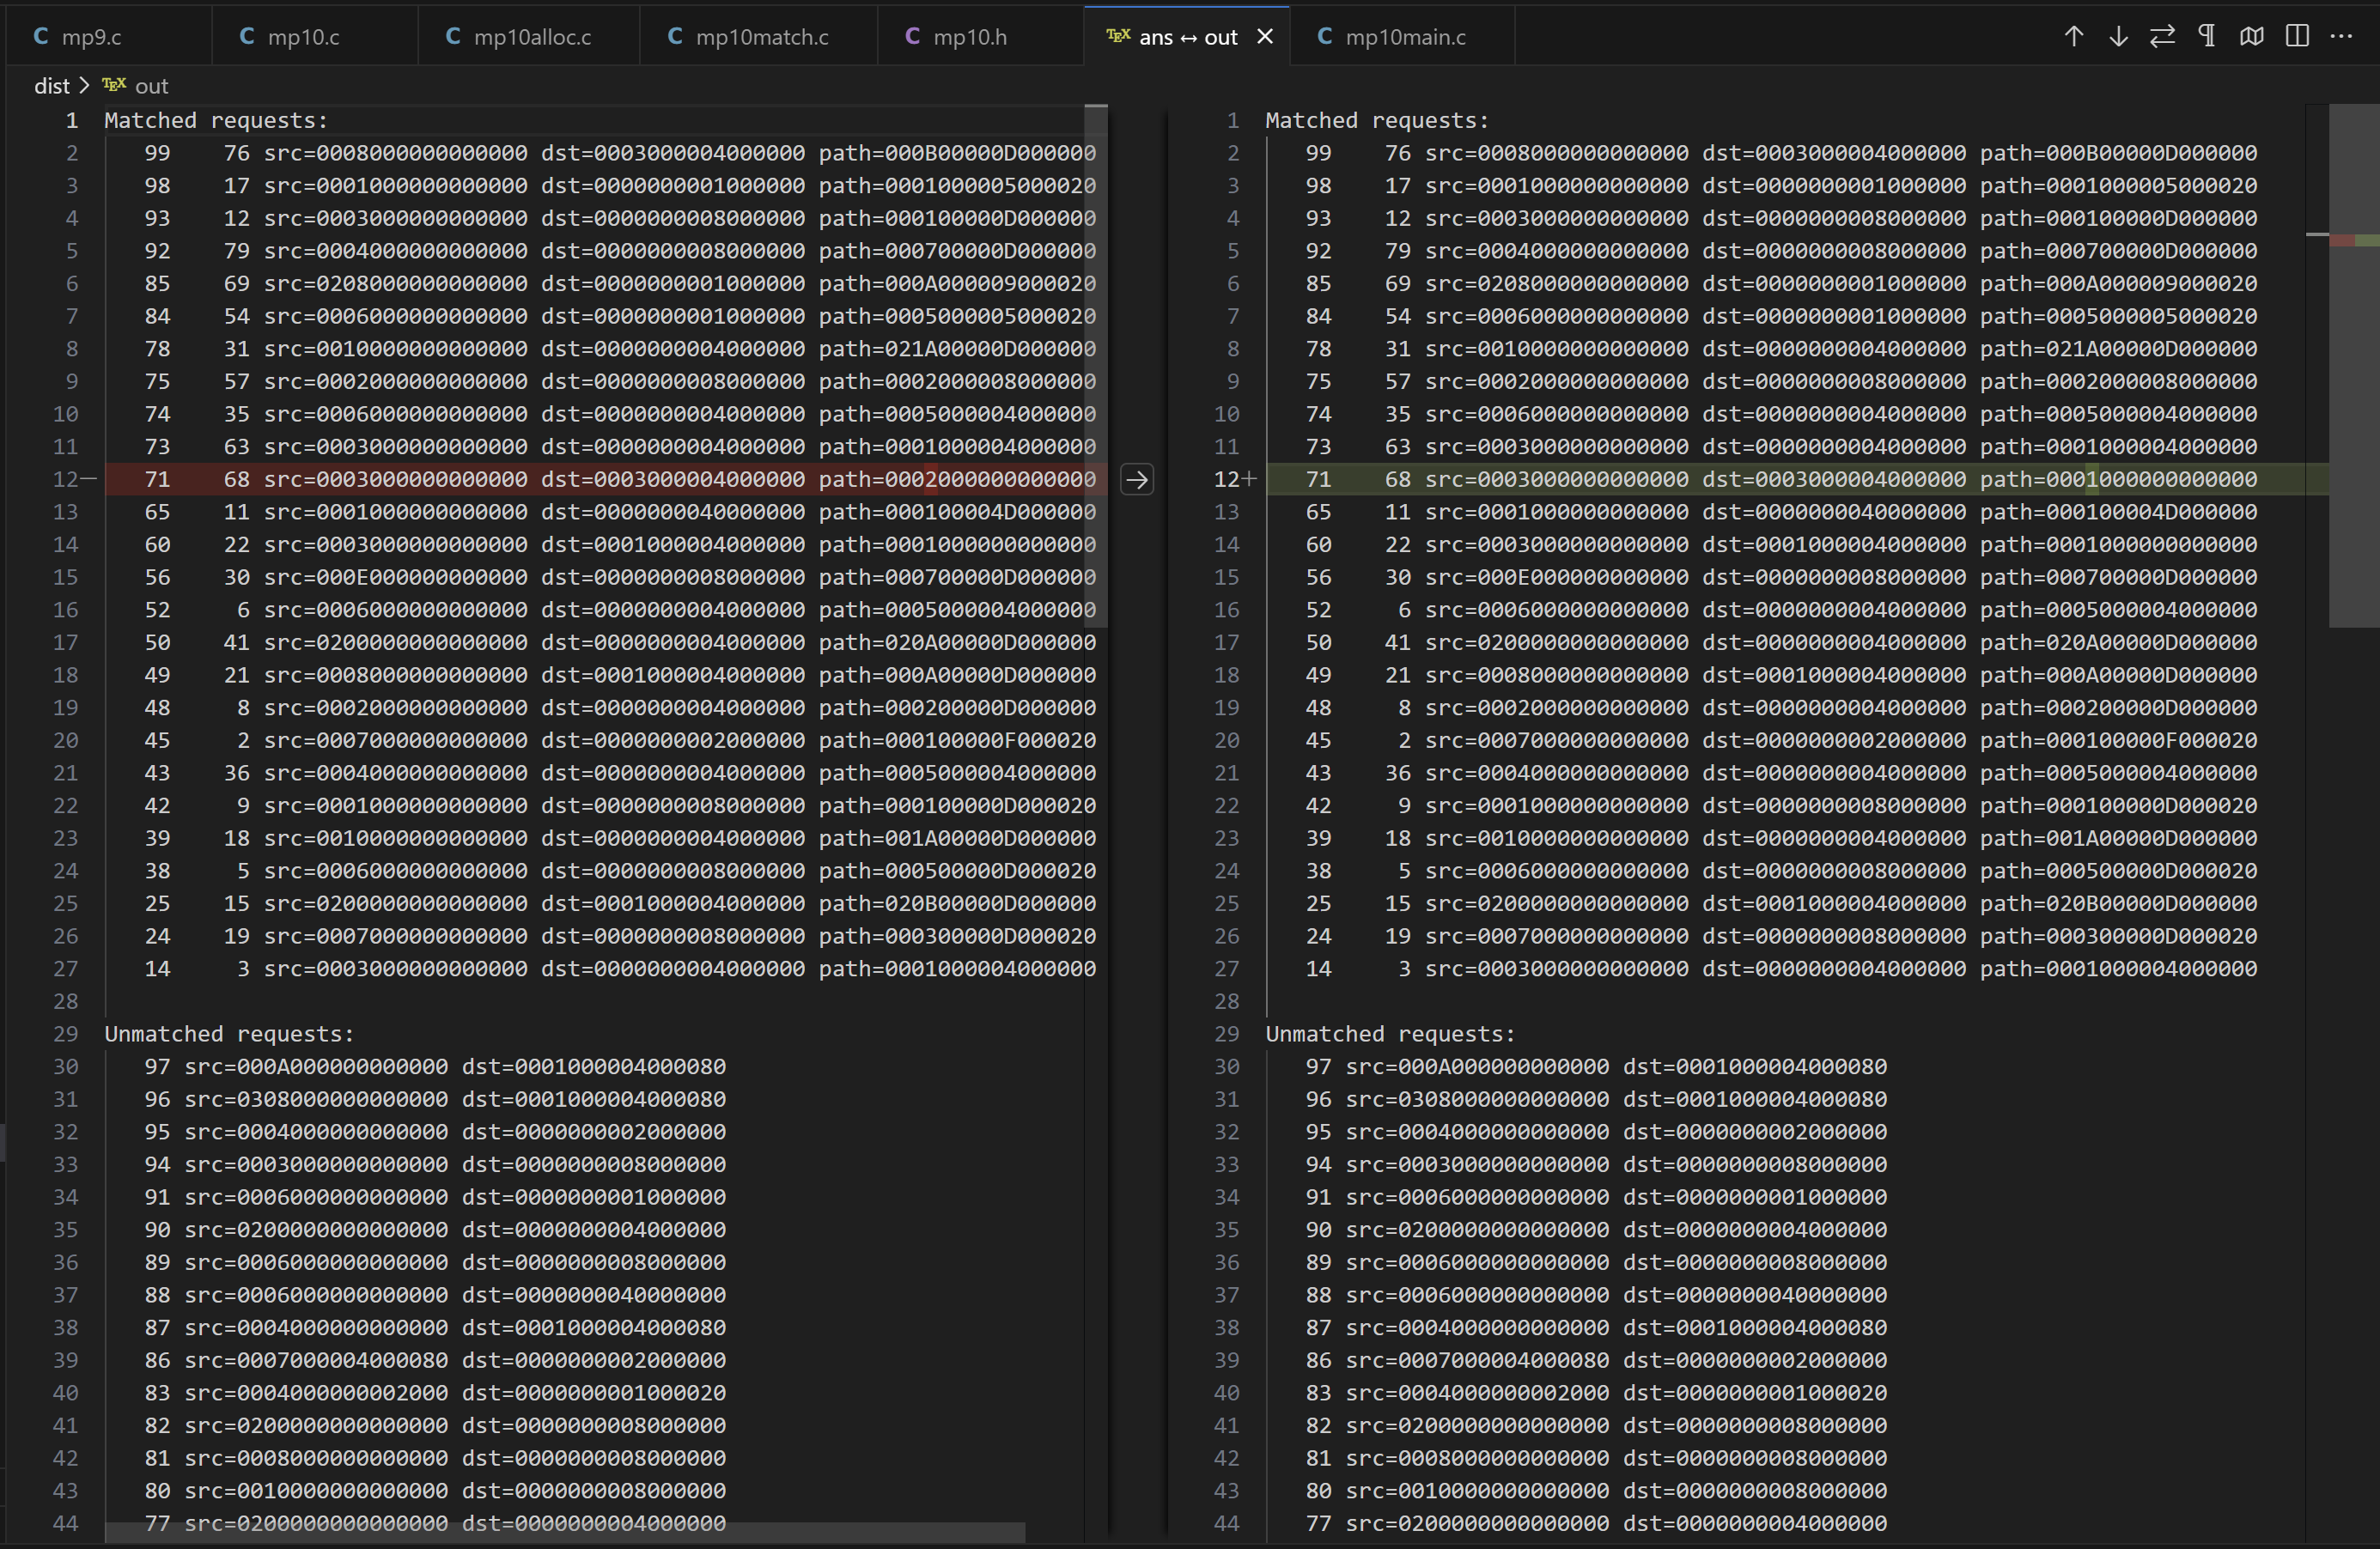 mp9.c mp10.c mp10alloc.c mp10match.c mp10.h ans ↔ out mp10main.c
dist > out
1 Matched requests:
2 99 76 src=0008000000000000 dst=0003000004000000 path=000B00000D000000
3 98 17 src=0001000000000000 dst=0000000001000000 path=0001000005000020
4 93 12 src=0003000000000000 dst=0000000008000000 path=000100000D000000
5 92 79 src=0004000000000000 dst=0000000008000000 path=000700000D000000
6 85 69 src=0208000000000000 dst=0000000001000000 path=000A000009000020
7 84 54 src=0006000000000000 dst=0000000001000000 path=0005000005000020
8 78 31 src=0010000000000000 dst=0000000004000000 path=021A00000D000000
9 75 57 src=0002000000000000 dst=0000000008000000 path=0002000008000000
10 74 35 src=0006000000000000 dst=0000000004000000 path=0005000004000000
11 73 63 src=0003000000000000 dst=0000000004000000 path=0001000004000000
12— 71 68 src=0003000000000000 dst=0003000004000000 path=0002000000000000
13 65 11 src=0001000000000000 dst=0000000040000000 path=000100004D000000
14 60 22 src=0003000000000000 dst=0001000004000000 path=0001000000000000
15 56 30 src=000E000000000000 dst=0000000008000000 path=000700000D000000
16 52 6 src=0006000000000000 dst=0000000004000000 path=0005000004000000
17 50 41 src=0200000000000000 dst=0000000004000000 path=020A00000D000000
18 49 21 src=0008000000000000 dst=0001000004000000 path=000A00000D000000
19 48 8 src=0002000000000000 dst=0000000004000000 path=000200000D000000
20 45 2 src=0007000000000000 dst=0000000002000000 path=000100000F000020
21 43 36 src=0004000000000000 dst=0000000004000000 path=0005000004000000
22 42 9 src=0001000000000000 dst=0000000008000000 path=000100000D000020
23 39 18 src=0010000000000000 dst=0000000004000000 path=001A00000D000000
24 38 5 src=0006000000000000 dst=0000000008000000 path=000500000D000020
25 25 15 src=0200000000000000 dst=0001000004000000 path=020B00000D000000
26 24 19 src=0007000000000000 dst=0000000008000000 path=000300000D000020
27 14 3 src=0003000000000000 dst=0000000004000000 path=0001000004000000
28
29 Unmatched requests:
30 97 src=000A000000000000 dst=0001000004000080
31 96 src=0308000000000000 dst=0001000004000080
32 95 src=0004000000000000 dst=0000000002000000
33 94 src=0003000000000000 dst=0000000008000000
34 91 src=0006000000000000 dst=0000000001000000
35 90 src=0200000000000000 dst=0000000004000000
36 89 src=0006000000000000 dst=0000000008000000
37 88 src=0006000000000000 dst=0000000040000000
38 87 src=0004000000000000 dst=0001000004000080
39 86 src=0007000004000080 dst=0000000002000000
40 83 src=0004000000002000 dst=0000000001000020
41 82 src=0200000000000000 dst=0000000008000000
42 81 src=0008000000000000 dst=0000000008000000
43 80 src=0010000000000000 dst=0000000008000000
44 77 src=0200000000000000 dst=0000000004000000
1 Matched requests:
2 99 76 src=0008000000000000 dst=0003000004000000 path=000B00000D000000
3 98 17 src=0001000000000000 dst=0000000001000000 path=0001000005000020
4 93 12 src=0003000000000000 dst=0000000008000000 path=000100000D000000
5 92 79 src=0004000000000000 dst=0000000008000000 path=000700000D000000
6 85 69 src=0208000000000000 dst=0000000001000000 path=000A000009000020
7 84 54 src=0006000000000000 dst=0000000001000000 path=0005000005000020
8 78 31 src=0010000000000000 dst=0000000004000000 path=021A00000D000000
9 75 57 src=0002000000000000 dst=0000000008000000 path=0002000008000000
10 74 35 src=0006000000000000 dst=0000000004000000 path=0005000004000000
11 73 63 src=0003000000000000 dst=0000000004000000 path=0001000004000000
12+ 71 68 src=0003000000000000 dst=0003000004000000 path=0001000000000000
13 65 11 src=0001000000000000 dst=0000000040000000 path=000100004D000000
14 60 22 src=0003000000000000 dst=0001000004000000 path=0001000000000000
15 56 30 src=000E000000000000 dst=0000000008000000 path=000700000D000000
16 52 6 src=0006000000000000 dst=0000000004000000 path=0005000004000000
17 50 41 src=0200000000000000 dst=0000000004000000 path=020A00000D000000
18 49 21 src=0008000000000000 dst=0001000004000000 path=000A00000D000000
19 48 8 src=0002000000000000 dst=0000000004000000 path=000200000D000000
20 45 2 src=0007000000000000 dst=0000000002000000 path=000100000F000020
21 43 36 src=0004000000000000 dst=0000000004000000 path=0005000004000000
22 42 9 src=0001000000000000 dst=0000000008000000 path=000100000D000020
23 39 18 src=0010000000000000 dst=0000000004000000 path=001A00000D000000
24 38 5 src=0006000000000000 dst=0000000008000000 path=000500000D000020
25 25 15 src=0200000000000000 dst=0001000004000000 path=020B00000D000000
26 24 19 src=0007000000000000 dst=0000000008000000 path=000300000D000020
27 14 3 src=0003000000000000 dst=0000000004000000 path=0001000004000000
28
29 Unmatched requests:
30 97 src=000A000000000000 dst=0001000004000080
31 96 src=0308000000000000 dst=0001000004000080
32 95 src=0004000000000000 dst=0000000002000000
33 94 src=0003000000000000 dst=0000000008000000
34 91 src=0006000000000000 dst=0000000001000000
35 90 src=0200000000000000 dst=0000000004000000
36 89 src=0006000000000000 dst=0000000008000000
37 88 src=0006000000000000 dst=0000000040000000
38 87 src=0004000000000000 dst=0001000004000080
39 86 src=0007000004000080 dst=0000000002000000
40 83 src=0004000000002000 dst=0000000001000020
41 82 src=0200000000000000 dst=0000000008000000
42 81 src=0008000000000000 dst=0000000008000000
43 80 src=0010000000000000 dst=0000000008000000
44 77 src=0200000000000000 dst=0000000004000000